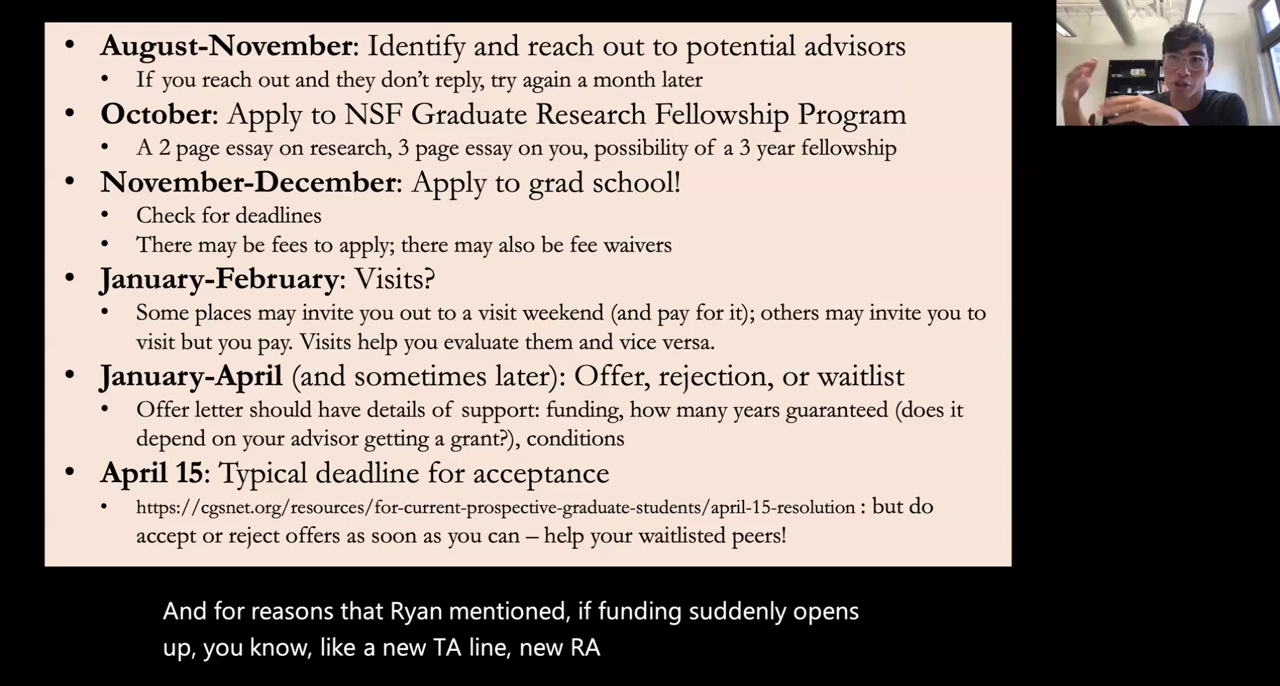 • August-November: Identify and reach out to potential advisors
• If you reach out and they don't reply, try again a month later
• October: Apply to NSF Graduate Research Fellowship Program
• A 2 page essay on research, 3 page essay on you, possibility of a 3 year fellowship
• November-December: Apply to grad school!
• Check for deadlines
• There may be fees to apply; there may also be fee waivers
• January-February: Visits?
• Some places may invite you out to a visit weekend (and pay for it); others may invite you to
visit but you pay. Visits help you evaluate them and vice versa.
• January-April (and sometimes later): Offer, rejection, or waitlist
• Offer letter should have details of support: funding, how many years guaranteed (does it
depend on your advisor getting a grant?), conditions
• April 15: Typical deadline for acceptance
• https://cgsnet.org/resources/for-current-prospective-graduate-students/april-15-resolution : but do
accept or reject offers as soon as you can – help your waitlisted peers!
And for reasons that Ryan mentioned, if funding suddenly opens
up, you know, like a new TA line, new RA